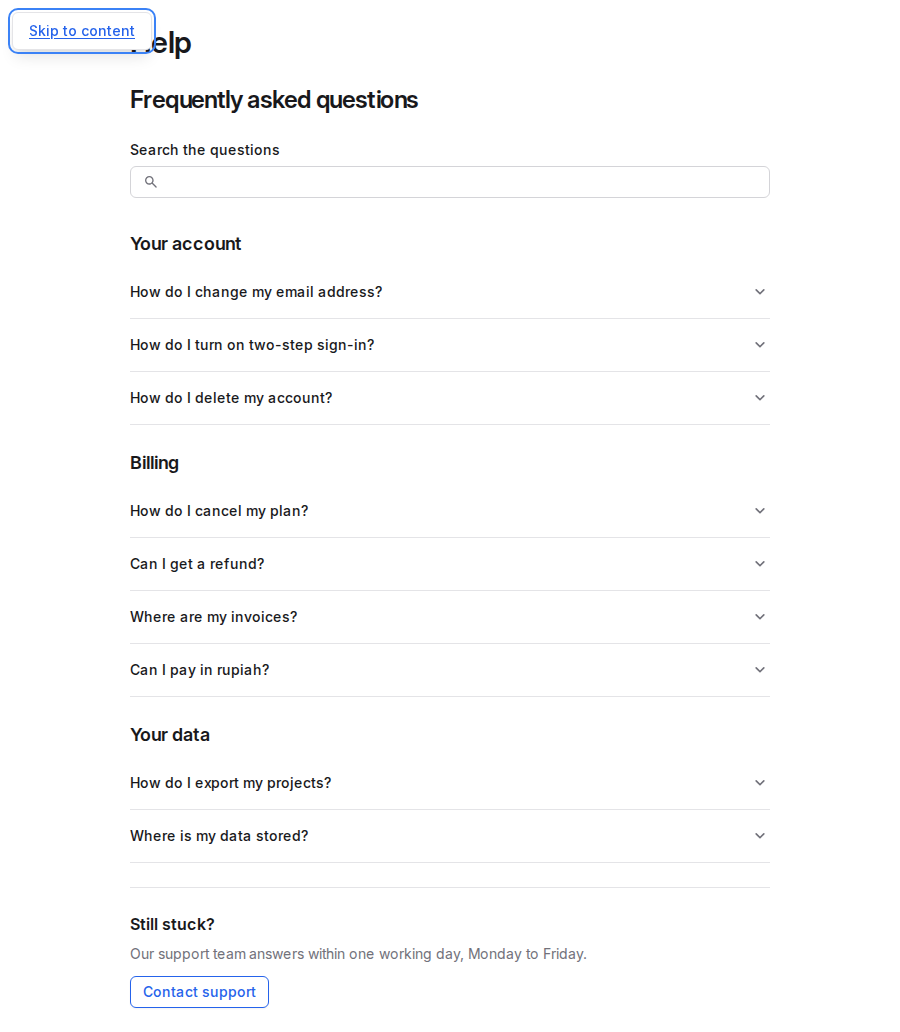 Skip to content
Help
Frequently asked questions
Search the questions
Your account
How do I change my email address?
How do I turn on two-step sign-in?
How do I delete my account?
Billing
How do I cancel my plan?
Can I get a refund?
Where are my invoices?
Can I pay in rupiah?
Your data
How do I export my projects?
Where is my data stored?
Still stuck?
Our support team answers within one working day, Monday to Friday.
Contact support